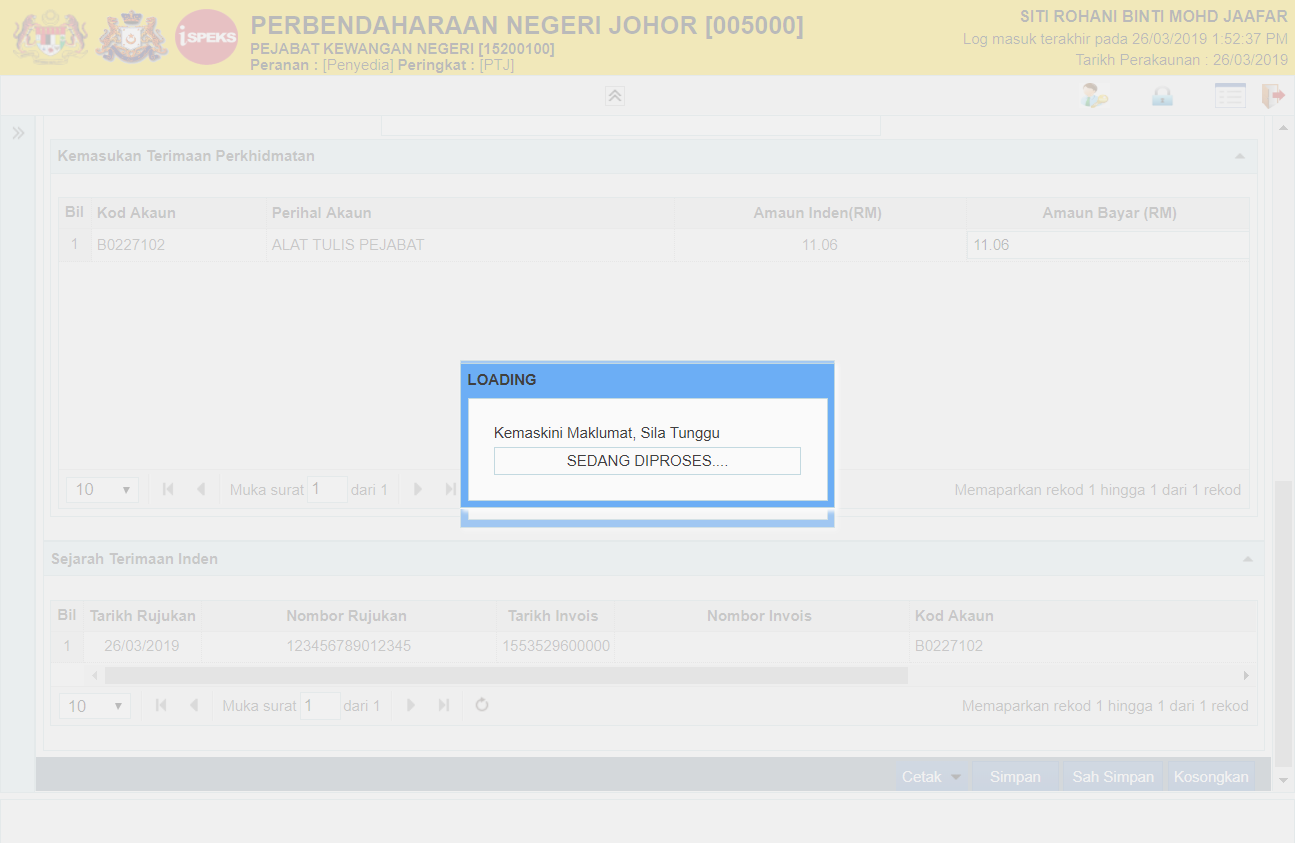 iSPEKS
PERBENDAHARAAN NEGERI JOHOR [005000]
PEJABAT KEWANGAN NEGERI [15200100]
Peranan : [Penyedia] Peringkat : [PTJ]
SITI ROHANI BINTI MOHD JAAFAR
Log masuk terakhir pada 26/03/2019 1:52:37 PM
Tarikh Perakaunan : 26/03/2019
Kemasukan Terimaan Perkhidmatan
Bil Kod Akaun Perihal Akaun Amaun Inden(RM) Amaun Bayar (RM)
1 B0227102 ALAT TULIS PEJABAT 11.06 11.06
LOADING
Kemaskini Maklumat, Sila Tunggu
SEDANG DIPROSES....
10 Muka surat 1 dari 1 Memaparkan rekod 1 hingga 1 dari 1 rekod
Sejarah Terimaan Inden
Bil Tarikh Rujukan Nombor Rujukan Tarikh Invois Nombor Invois Kod Akaun
1 26/03/2019 123456789012345 1553529600000 B0227102
10 Muka surat 1 dari 1 Memaparkan rekod 1 hingga 1 dari 1 rekod
Cetak Simpan Sah Simpan Kosongkan